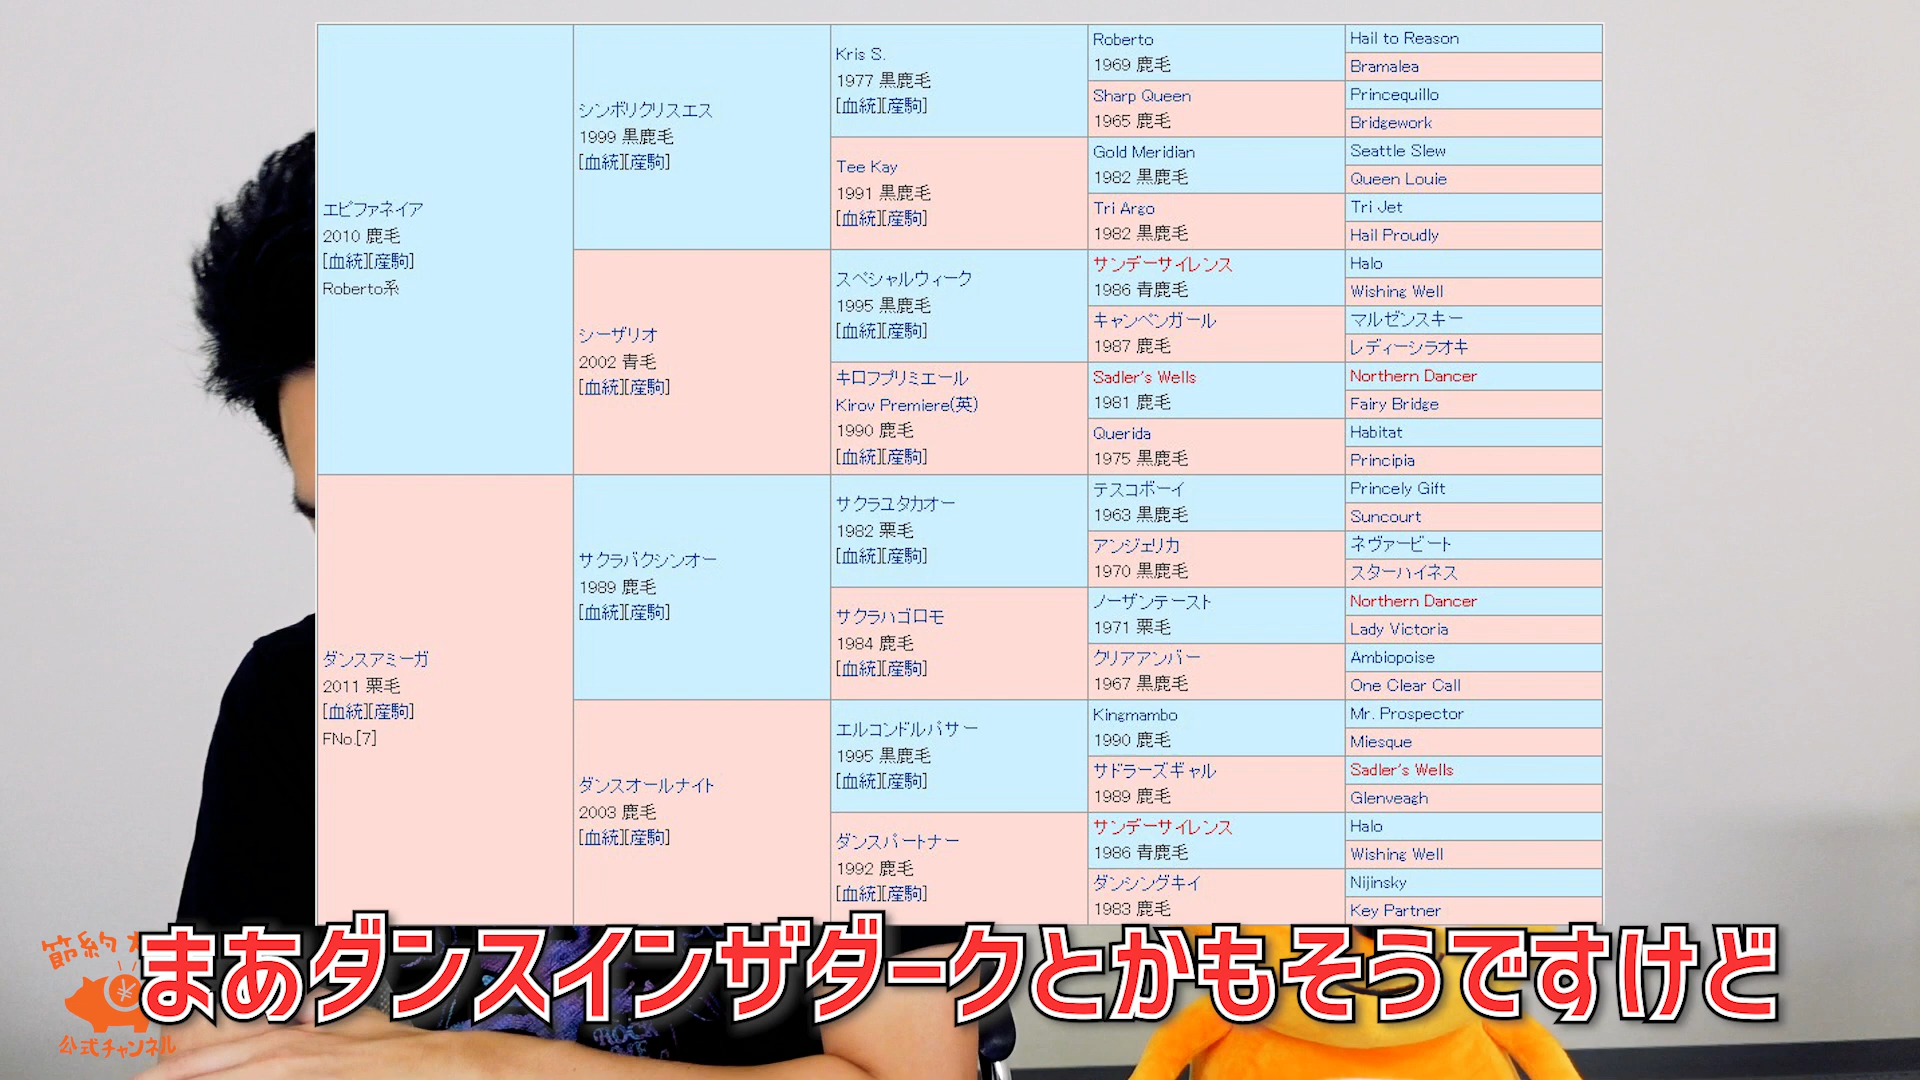 エピファネイア
2010 鹿毛
[血統][産駒]
Roberto系
ダンスアミーガ
2011 栗毛
[血統][産駒]
FNo.[7]
シンボリクリスエス
1999 黒鹿毛
[血統][産駒]
シーザリオ
2002 青毛
[血統][産駒]
サクラバクシンオー
1989 鹿毛
[血統][産駒]
ダンスオールナイト
2003 鹿毛
[血統][産駒]
Kris S.
1977 黒鹿毛
[血統][産駒]
Tee Kay
1991 黒鹿毛
[血統][産駒]
スペシャルウィーク
1995 黒鹿毛
[血統][産駒]
キロフプリミエール
Kirov Premiere(英)
1990 鹿毛
[血統][産駒]
サクラユタカオー
1982 栗毛
[血統][産駒]
サクラハゴロモ
1984 鹿毛
[血統][産駒]
エルコンドルパサー
1995 黒鹿毛
[血統][産駒]
ダンスパートナー
1992 鹿毛
[血統][産駒]
Roberto
1969 鹿毛
Sharp Queen
1965 鹿毛
Gold Meridian
1982 黒鹿毛
Tri Argo
1982 黒鹿毛
サンデーサイレンス
1986 青鹿毛
キャンペンガール
1987 鹿毛
Sadler's Wells
1981 鹿毛
Querida
1975 黒鹿毛
テスコボーイ
1963 黒鹿毛
アンジェリカ
1970 黒鹿毛
ノーザンテースト
1971 栗毛
クリアアンバー
1967 黒鹿毛
Kingmambo
1990 鹿毛
サドラーズギャル
1989 鹿毛
サンデーサイレンス
1986 青鹿毛
ダンシングキイ
1983 鹿毛
Hail to Reason
Bramalea
Princequillo
Bridgework
Seattle Slew
Queen Louie
Tri Jet
Hail Proudly
Halo
Wishing Well
マルゼンスキー
レディーシラオキ
Northern Dancer
Fairy Bridge
Habitat
Principia
Princely Gift
Suncourt
ネヴァービート
スターハイネス
Northern Dancer
Lady Victoria
Ambiopoise
One Clear Call
Mr. Prospector
Miesque
Sadler's Wells
Glenveagh
Halo
Wishing Well
Nijinsky
Key Partner
まあダンスインザダークとかもそうですけど
節約
公式チャンネル